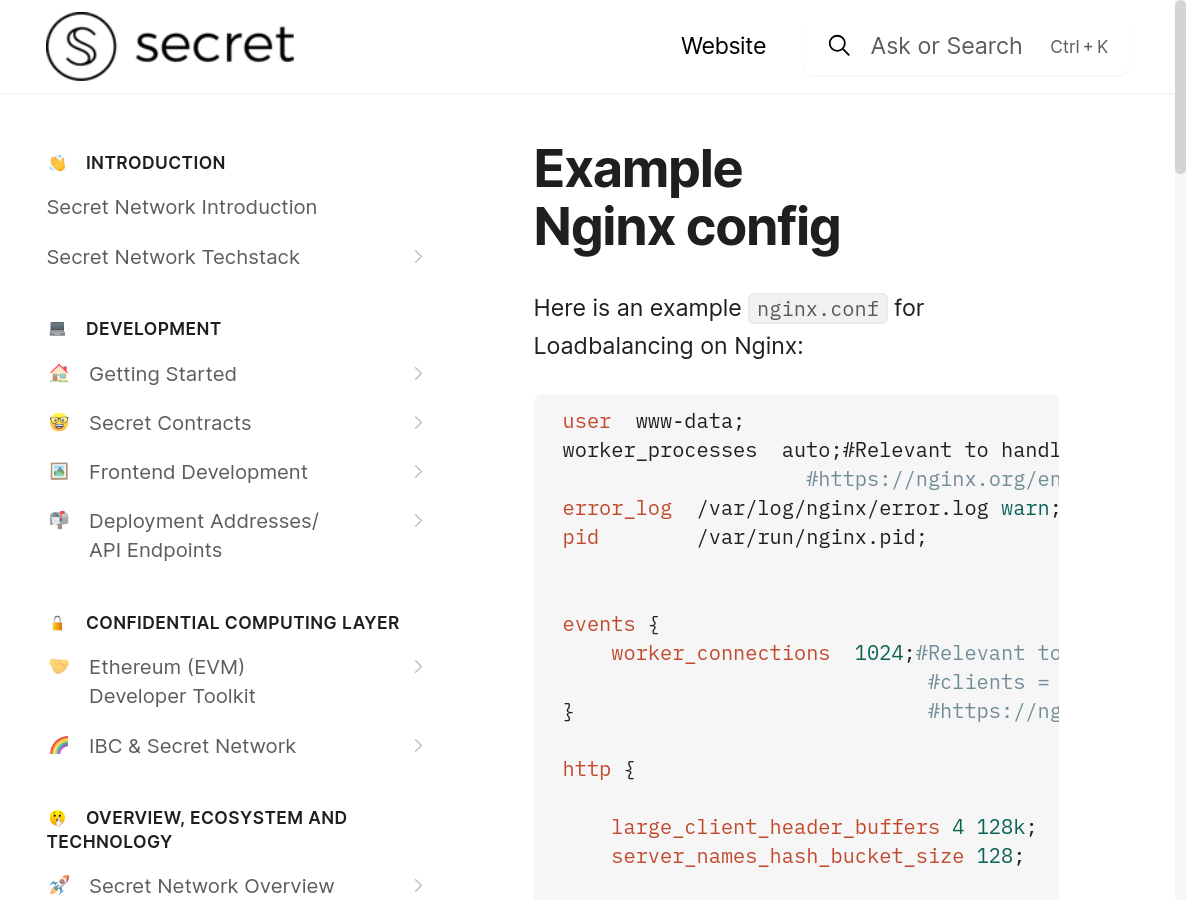 secret
Website
Ask or Search Ctrl + K
INTRODUCTION
Secret Network Introduction
Secret Network Techstack
DEVELOPMENT
Getting Started
Secret Contracts
Frontend Development
Deployment Addresses/
API Endpoints
CONFIDENTIAL COMPUTING LAYER
Ethereum (EVM)
Developer Toolkit
IBC & Secret Network
OVERVIEW, ECOSYSTEM AND
TECHNOLOGY
Secret Network Overview
Example
Nginx config
Here is an example nginx.conf for
Loadbalancing on Nginx:
user  www-data;
worker_processes  auto;#Relevant to handl
#https://nginx.org/en
error_log  /var/log/nginx/error.log warn;
pid        /var/run/nginx.pid;
events {
worker_connections  1024;#Relevant to
#clients =
}                             #https://ng
http {
large_client_header_buffers 4 128k;
server_names_hash_bucket_size 128;